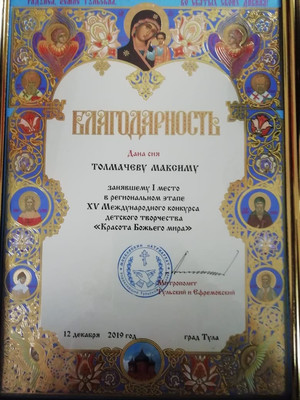 БЛАГОДАРНОСТЬ
Дана сия
ТОЛМАЧЕВУ МАКСИМУ
занявшему I место
в региональном этапе
XV Международного конкурса
детского творчества
«Красота Божьего мира»
Митрополит
Тульский и Ефремовский
12 декабря 2019 год
град Тула